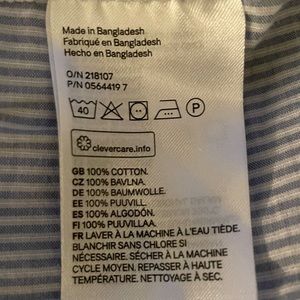 Made in Bangladesh
Fabriqué en Bangladesh
Hecho en Bangladesh
O/N 218107
P/N 0564419 7
40
P
clevercare.info
GB 100% COTTON.
CZ 100% BAVLNA.
DE 100% BAUMWOLLE.
EE 100% PUUVILL.
ES 100% ALGODÓN.
FI 100% PUUVILLAA.
FR LAVER À LA MACHINE À L'EAU TIÈDE.
BLANCHIR SANS CHLORE SI
NÉCESSAIRE. SÉCHER À LA MACHINE
CYCLE MOYEN. REPASSER À HAUTE
TEMPÉRATURE. NETTOYAGE À SEC.